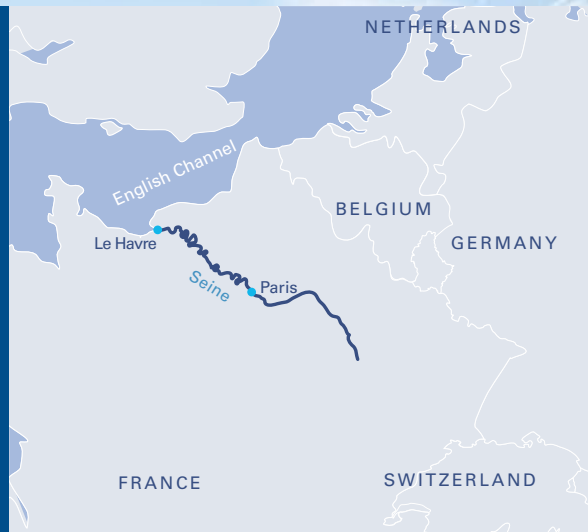 NETHERLANDS
English Channel
BELGIUM
Le Havre
GERMANY
Seine
Paris
FRANCE
SWITZERLAND